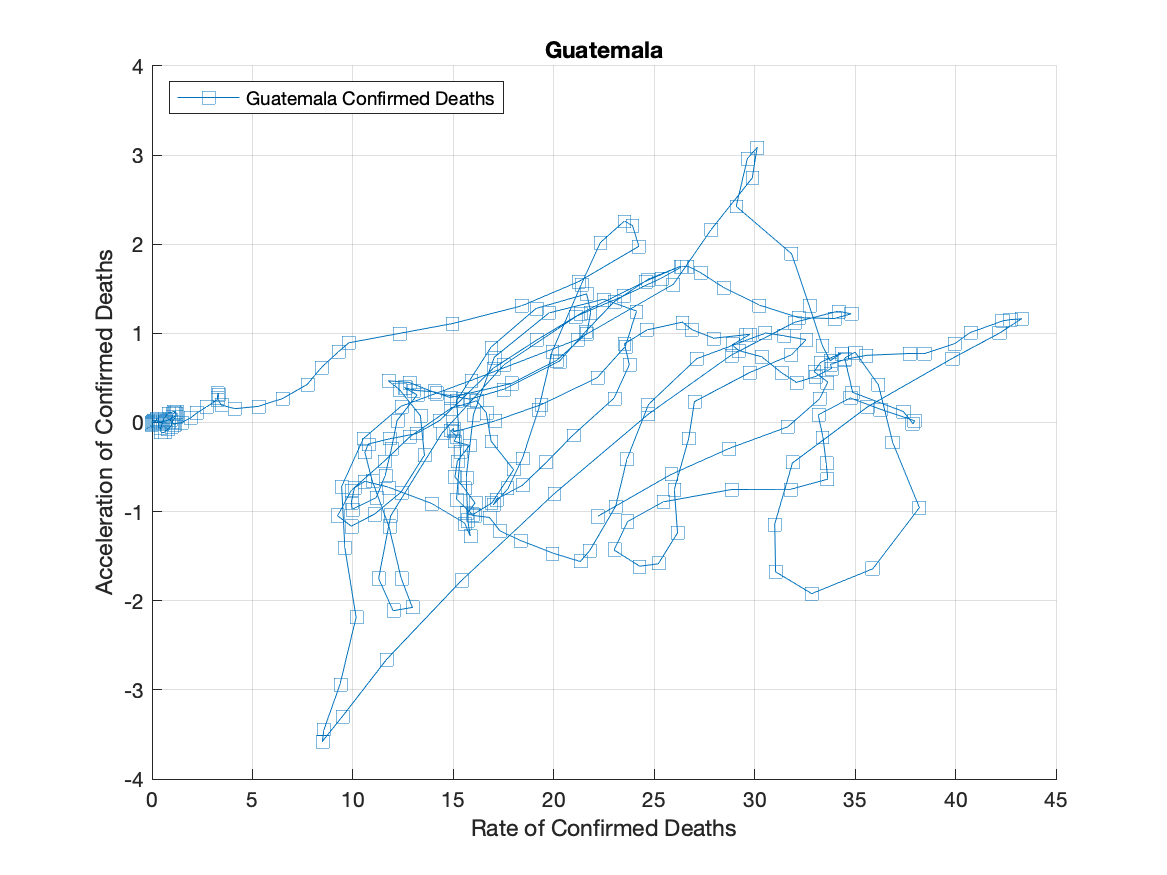 Guatemala
Guatemala Confirmed Deaths
4
3
2
1
0
-1
-2
-3
-4
Acceleration of Confirmed Deaths
0 5 10 15 20 25 30 35 40 45
Rate of Confirmed Deaths